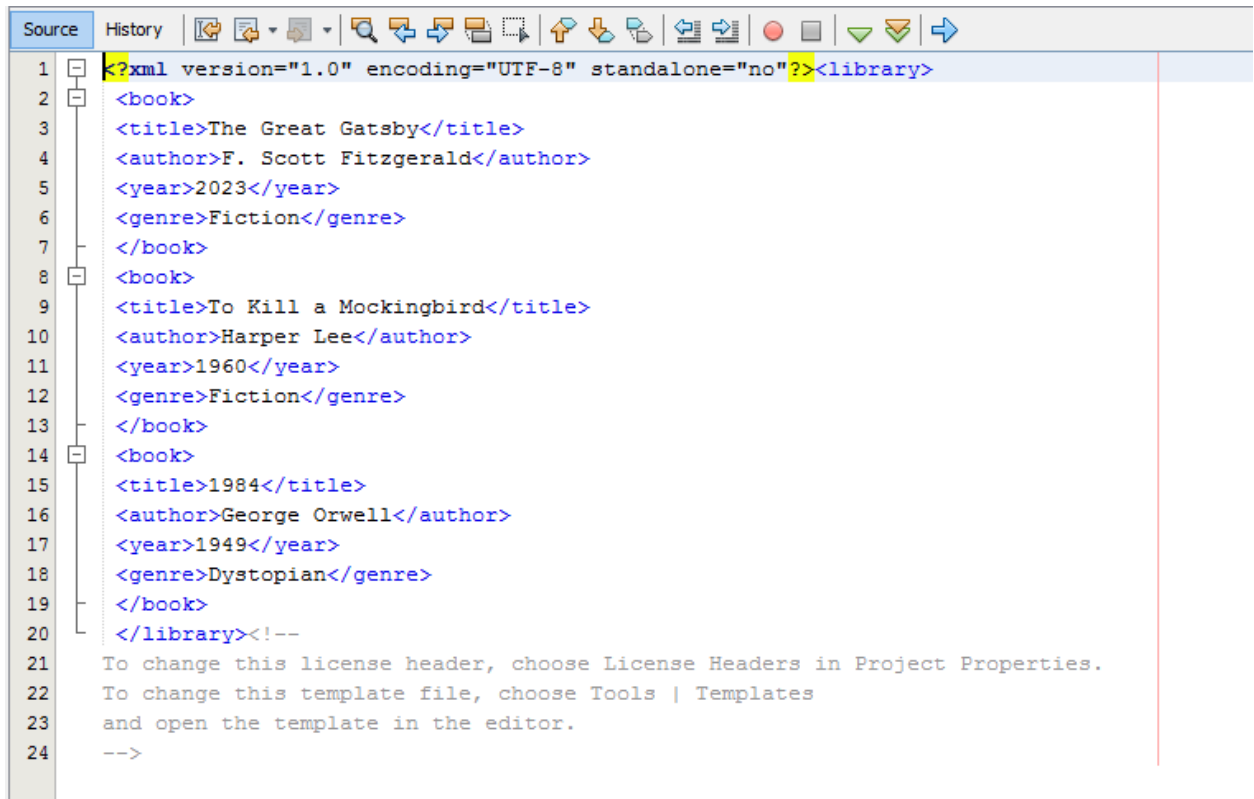 Source History
1 <?xml version="1.0" encoding="UTF-8" standalone="no"?><library>
2 <book>
3 <title>The Great Gatsby</title>
4 <author>F. Scott Fitzgerald</author>
5 <year>2023</year>
6 <genre>Fiction</genre>
7 </book>
8 <book>
9 <title>To Kill a Mockingbird</title>
10 <author>Harper Lee</author>
11 <year>1960</year>
12 <genre>Fiction</genre>
13 </book>
14 <book>
15 <title>1984</title>
16 <author>George Orwell</author>
17 <year>1949</year>
18 <genre>Dystopian</genre>
19 </book>
20 </library><!--
21 To change this license header, choose License Headers in Project Properties.
22 To change this template file, choose Tools | Templates
23 and open the template in the editor.
24 -->